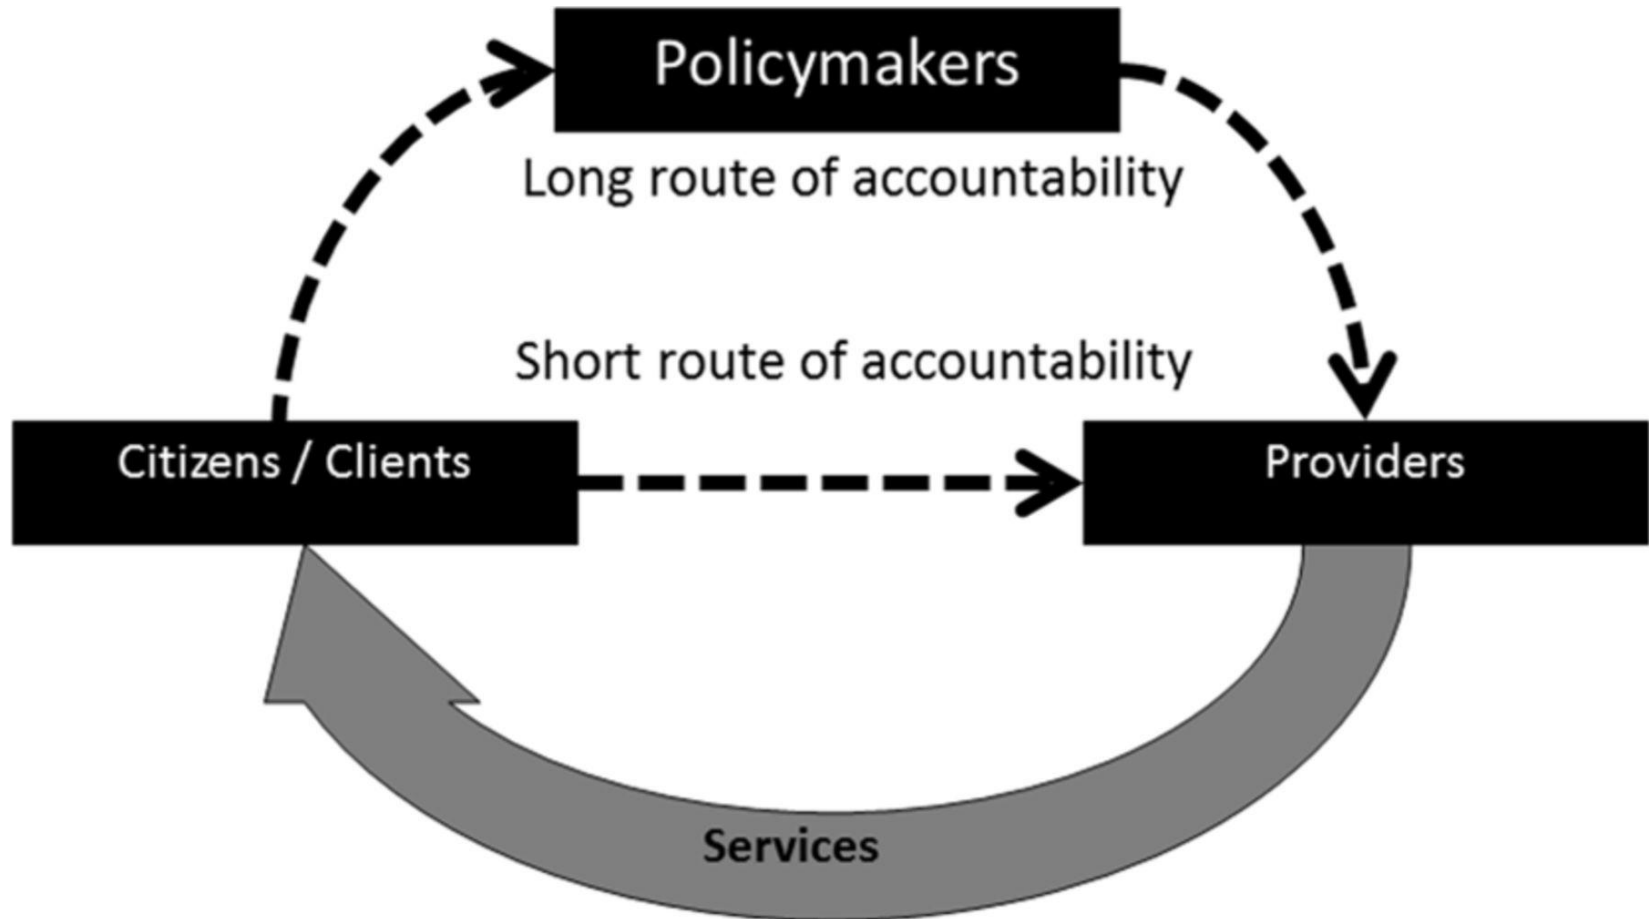 Policymakers
Long route of accountability
Short route of accountability
Citizens / Clients
Providers
Services